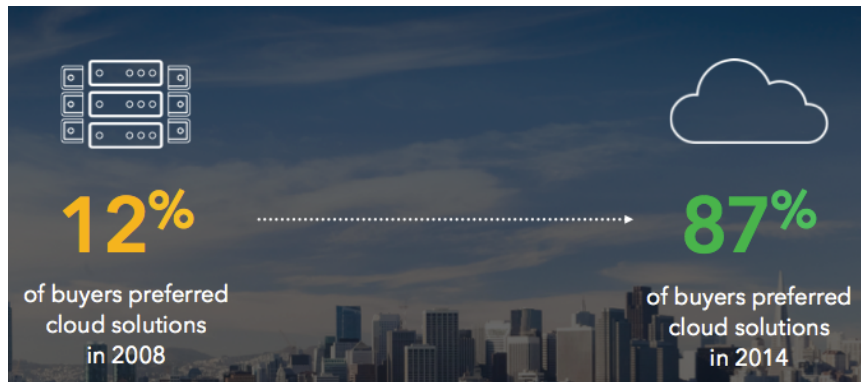 12%
of buyers preferred
cloud solutions
in 2008
87%
of buyers preferred
cloud solutions
in 2014